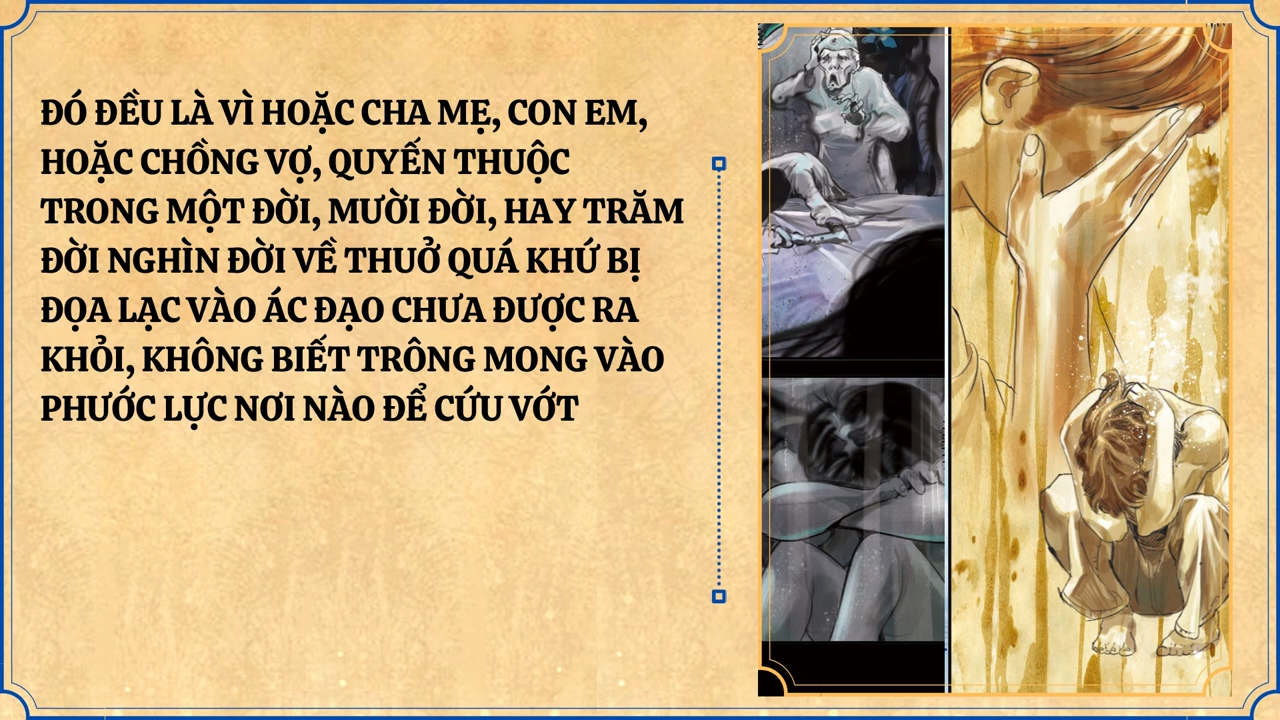 ĐÓ ĐỀU LÀ VÌ HOẶC CHA MẸ, CON EM,
HOẶC CHỒNG VỢ, QUYẾN THUỘC
TRONG MỘT ĐỜI, MƯỜI ĐỜI, HAY TRĂM
ĐỜI NGHÌN ĐỜI VỀ THUỞ QUÁ KHỨ BỊ
ĐỌA LẠC VÀO ÁC ĐẠO CHƯA ĐƯỢC RA
KHỎI, KHÔNG BIẾT TRÔNG MONG VÀO
PHƯỚC LỰC NƠI NÀO ĐỂ CỨU VỚT